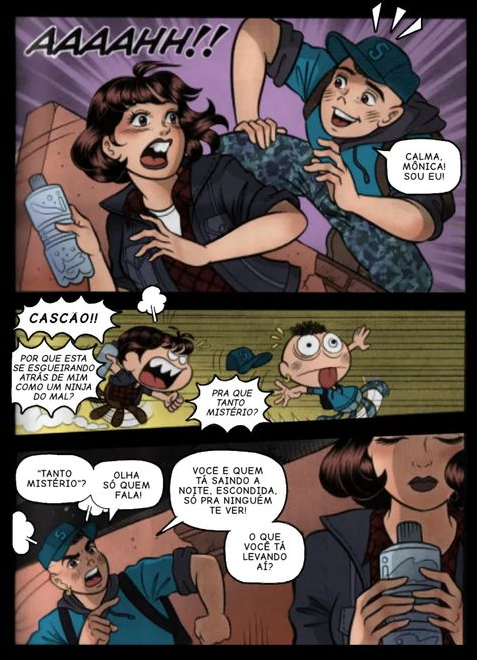 AAAAHH!!
CALMA,
MÔNICA!
SOU EU!
CASCÃO!!
POR QUE ESTA
SE ESGUEIRANDO
ATRÁS DE MIM
COMO UM NINJA
DO MAL?
PRA QUE
TANTO
MISTÉRIO?
"TANTO
MISTÉRIO"?
OLHA
SÓ QUEM
FALA!
VOCE E QUEM
TÁ SAINDO A
NOITE, ESCONDIDA,
SÓ PRA NINGUÉM
TE VER!
O QUE
VOCÊ TÁ
LEVANDO
AÍ?
S